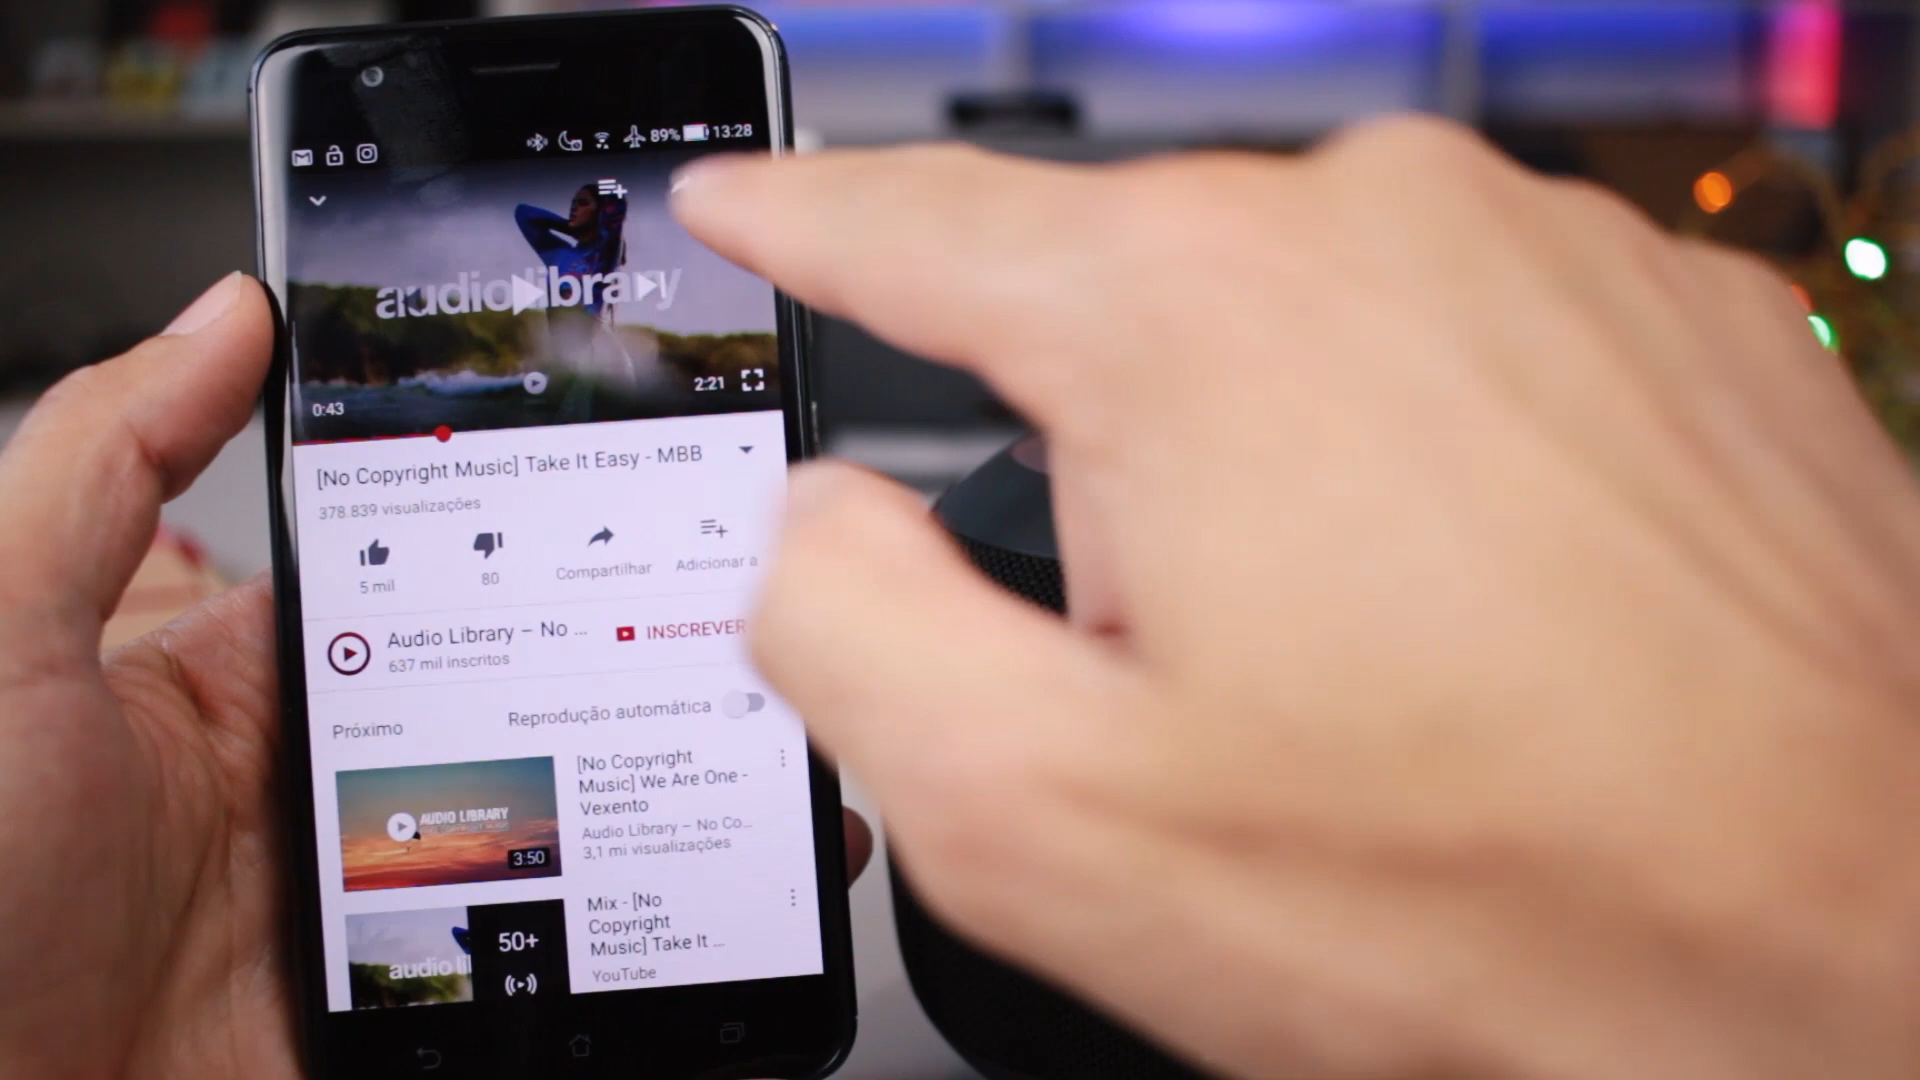 89% 13:28
audiolibrary
0:43
2:21
[No Copyright Music] Take It Easy - MBB
378.839 visualizações
5 mil
80
Compartilhar
Adicionar a
Audio Library – No ...
INSCREVER
637 mil inscritos
Próximo
Reprodução automática
AUDIO LIBRARY
3:50
[No Copyright
Music] We Are One -
Vexento
Audio Library – No Co...
3,1 mi visualizações
audio li
50+
Mix - [No
Copyright
Music] Take It ...
YouTube